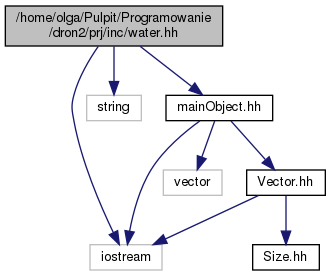 /home/olga/Pulpit/Programowanie
/dron2/prj/inc/water.hh
string
mainObject.hh
vector
Vector.hh
iostream
Size.hh